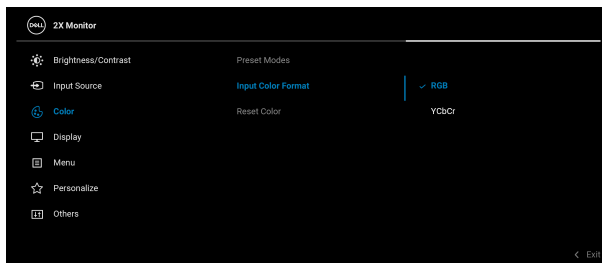 DELL 2X Monitor
Brightness/Contrast Preset Modes
Input Source Input Color Format RGB
Color Reset Color YCbCr
Display
Menu
Personalize
Others
Exit